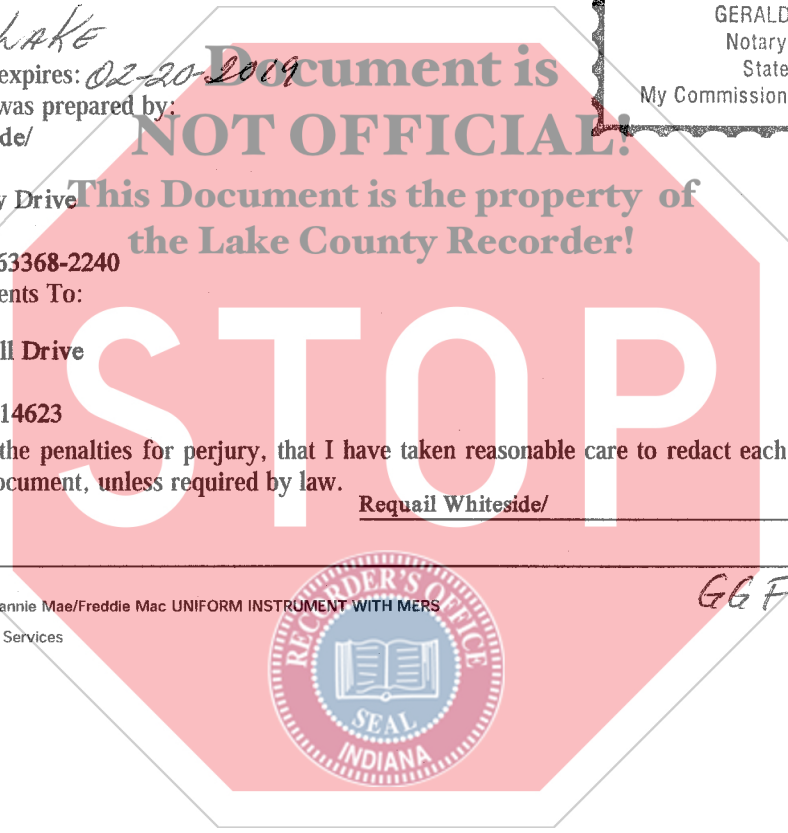 LAKE
GERALD
Notary
State
My Commission
expires: 02-20-2019
was prepared by:
de/
Document is
NOT OFFICIAL!
This Document is the property of
the Lake County Recorder!
y Drive
63368-2240
ents To:
ll Drive
14623
STOP
the penalties for perjury, that I have taken reasonable care to redact each
ocument, unless required by law.
Requail Whiteside/
annie Mae/Freddie Mac UNIFORM INSTRUMENT WITH MERS
Services
GGF
RECORDER'S OFFICE
SEAL
INDIANA